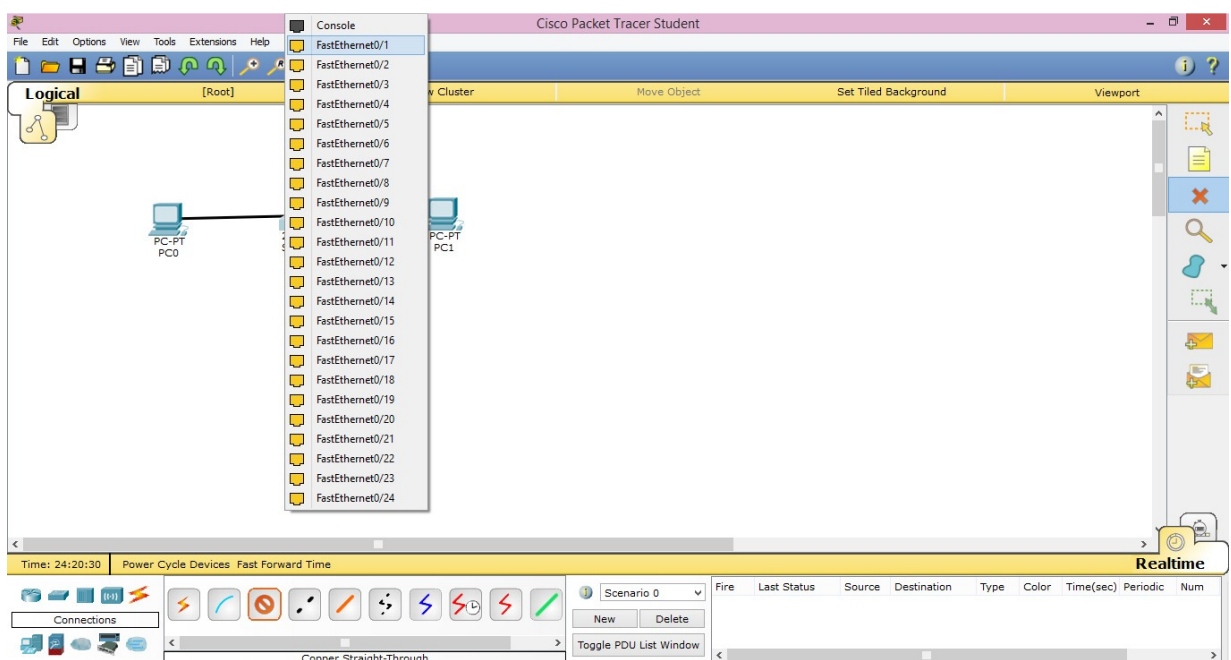 Cisco Packet Tracer Student
File Edit Options View Tools Extensions Help
Logical [Root] Cluster Move Object Set Tiled Background Viewport
Console
FastEthernet0/1
FastEthernet0/2
FastEthernet0/3
FastEthernet0/4
FastEthernet0/5
FastEthernet0/6
FastEthernet0/7
FastEthernet0/8
FastEthernet0/9
FastEthernet0/10
FastEthernet0/11
FastEthernet0/12
FastEthernet0/13
FastEthernet0/14
FastEthernet0/15
FastEthernet0/16
FastEthernet0/17
FastEthernet0/18
FastEthernet0/19
FastEthernet0/20
FastEthernet0/21
FastEthernet0/22
FastEthernet0/23
FastEthernet0/24
PC-PT
PC0
PC-PT
PC1
Time: 24:20:30 Power Cycle Devices Fast Forward Time Realtime
Connections
Copper Straight-Through
Scenario 0
New Delete
Toggle PDU List Window
Fire Last Status Source Destination Type Color Time(sec) Periodic Num